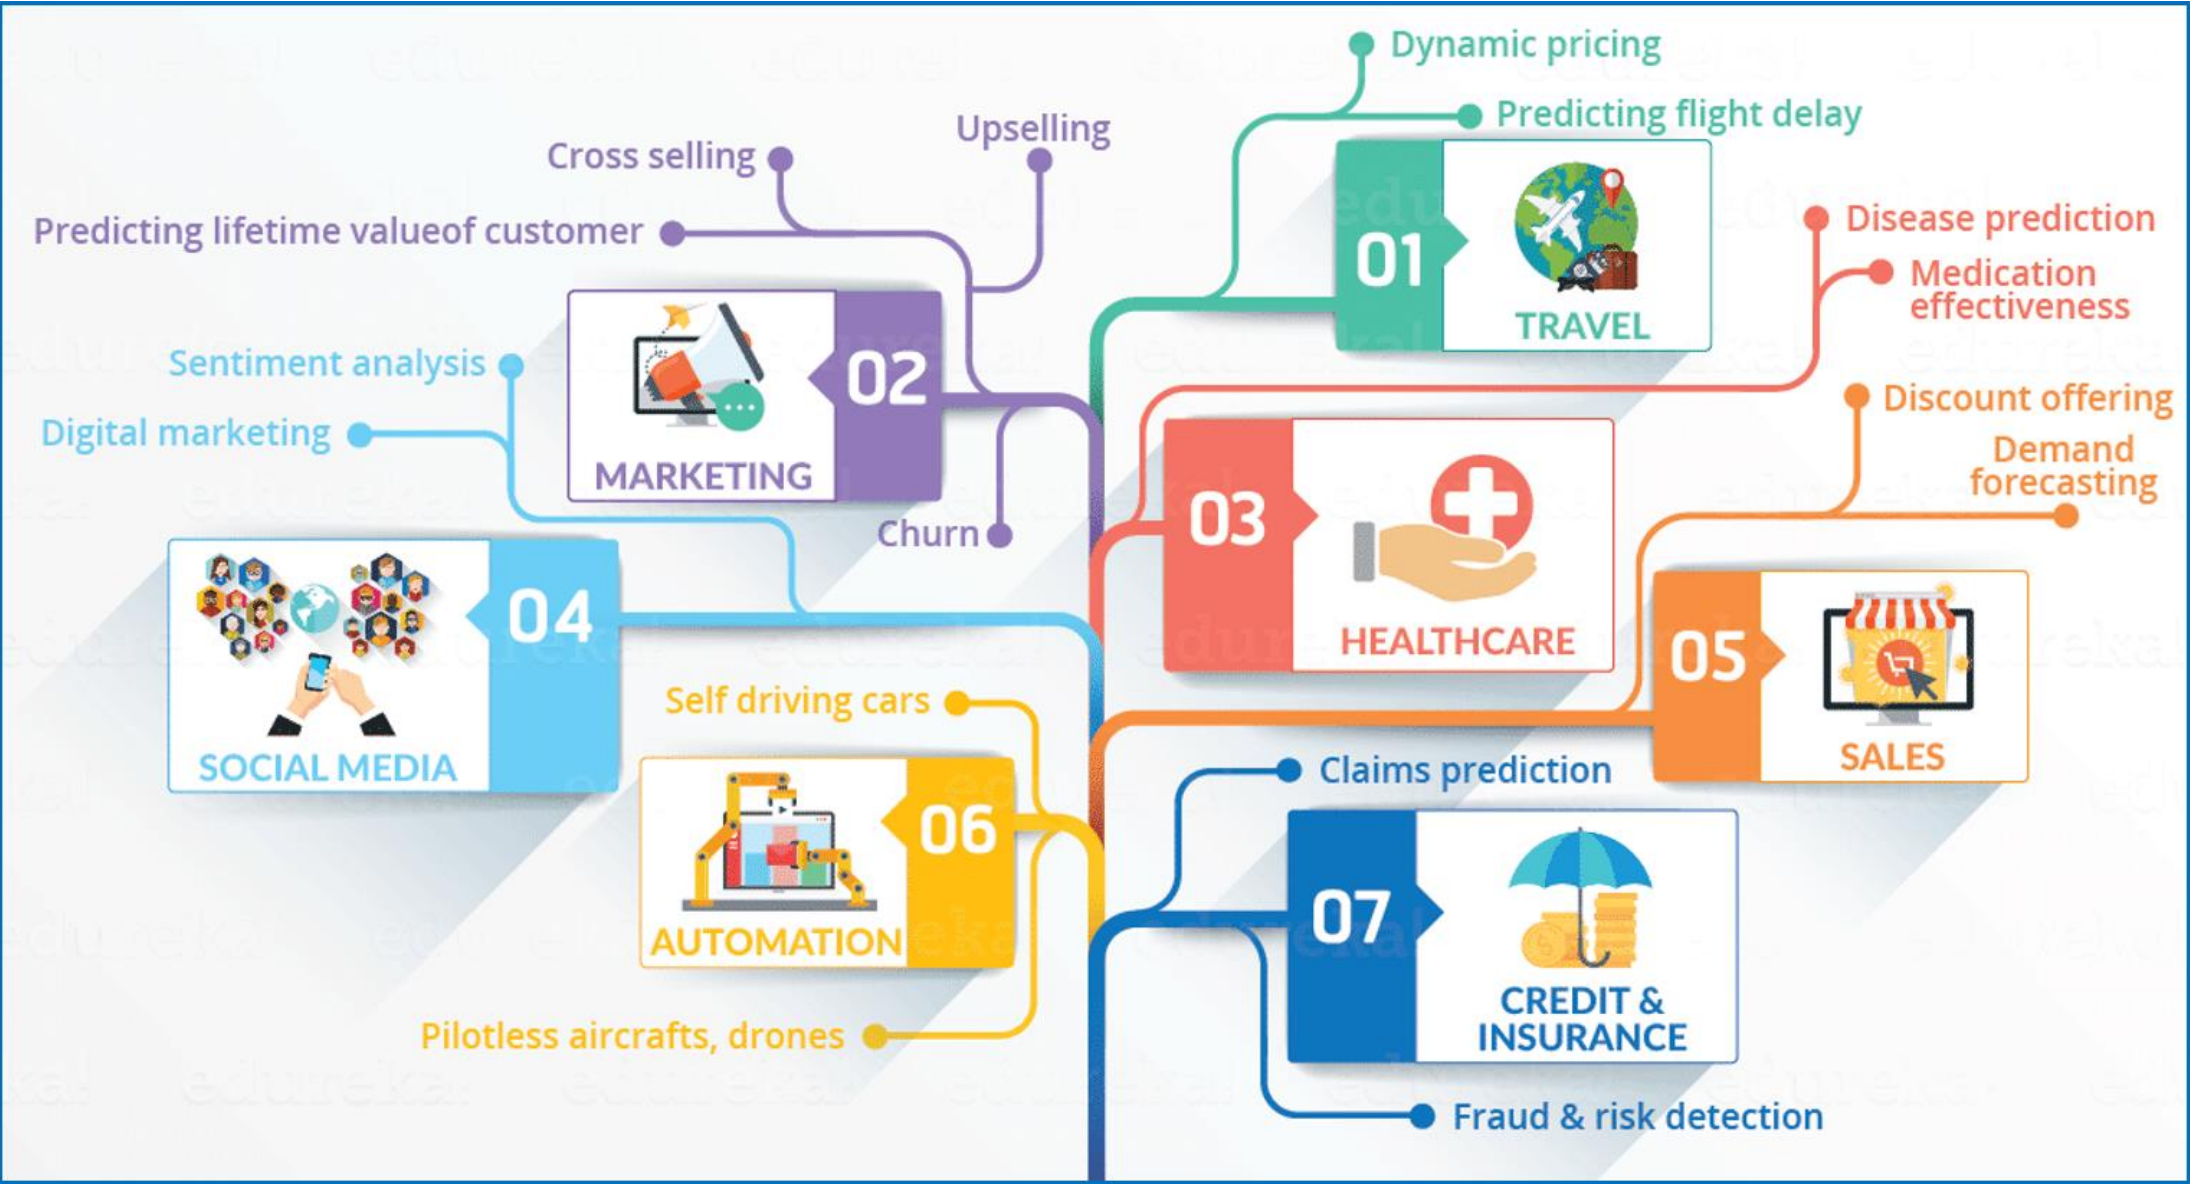 Dynamic pricing
Predicting flight delay
01
TRAVEL
Upselling
Cross selling
Predicting lifetime valueof customer
02
MARKETING
Churn
Disease prediction
Medication
effectiveness
03
HEALTHCARE
Sentiment analysis
Digital marketing
04
SOCIAL MEDIA
Discount offering
Demand
forecasting
05
SALES
Self driving cars
06
AUTOMATION
Pilotless aircrafts, drones
Claims prediction
07
CREDIT &
INSURANCE
Fraud & risk detection
edureka!